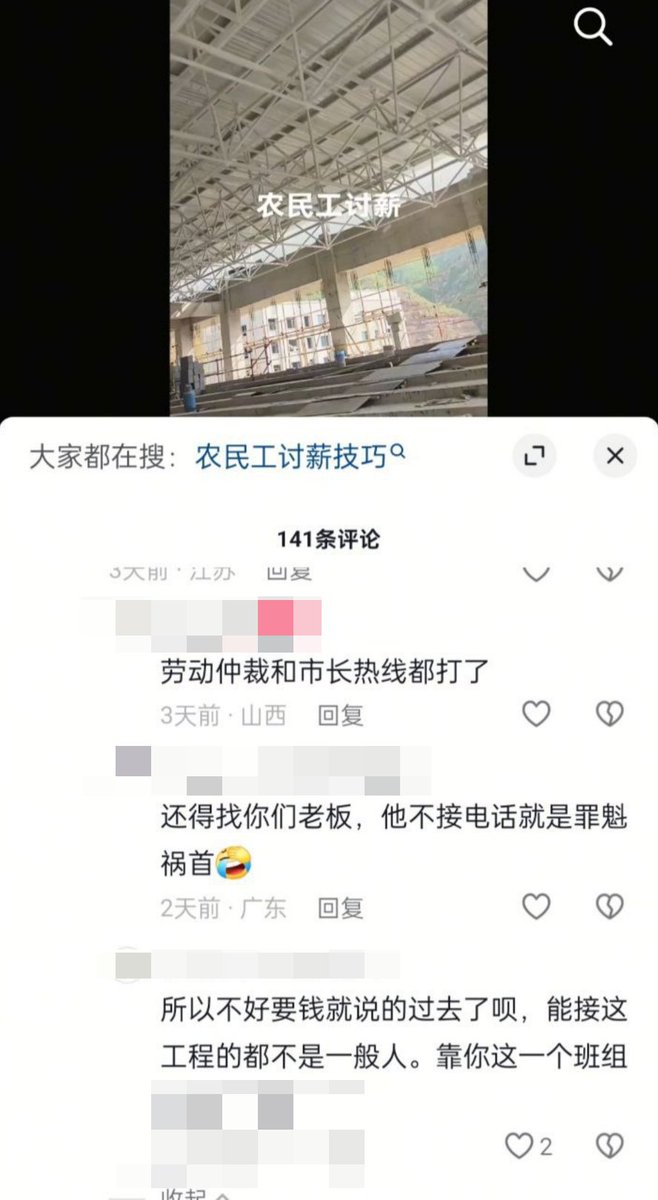 农民工讨薪
大家都在搜：农民工讨薪技巧
141条评论
3天前·江苏 回复
劳动仲裁和市长热线都打了
3天前·山西 回复
还得找你们老板，他不接电话就是罪魁
祸首
2天前·广东 回复
所以不好要钱就说的过去了呗，能接这
工程的都不是一般人。靠你这一个班组
2
收起